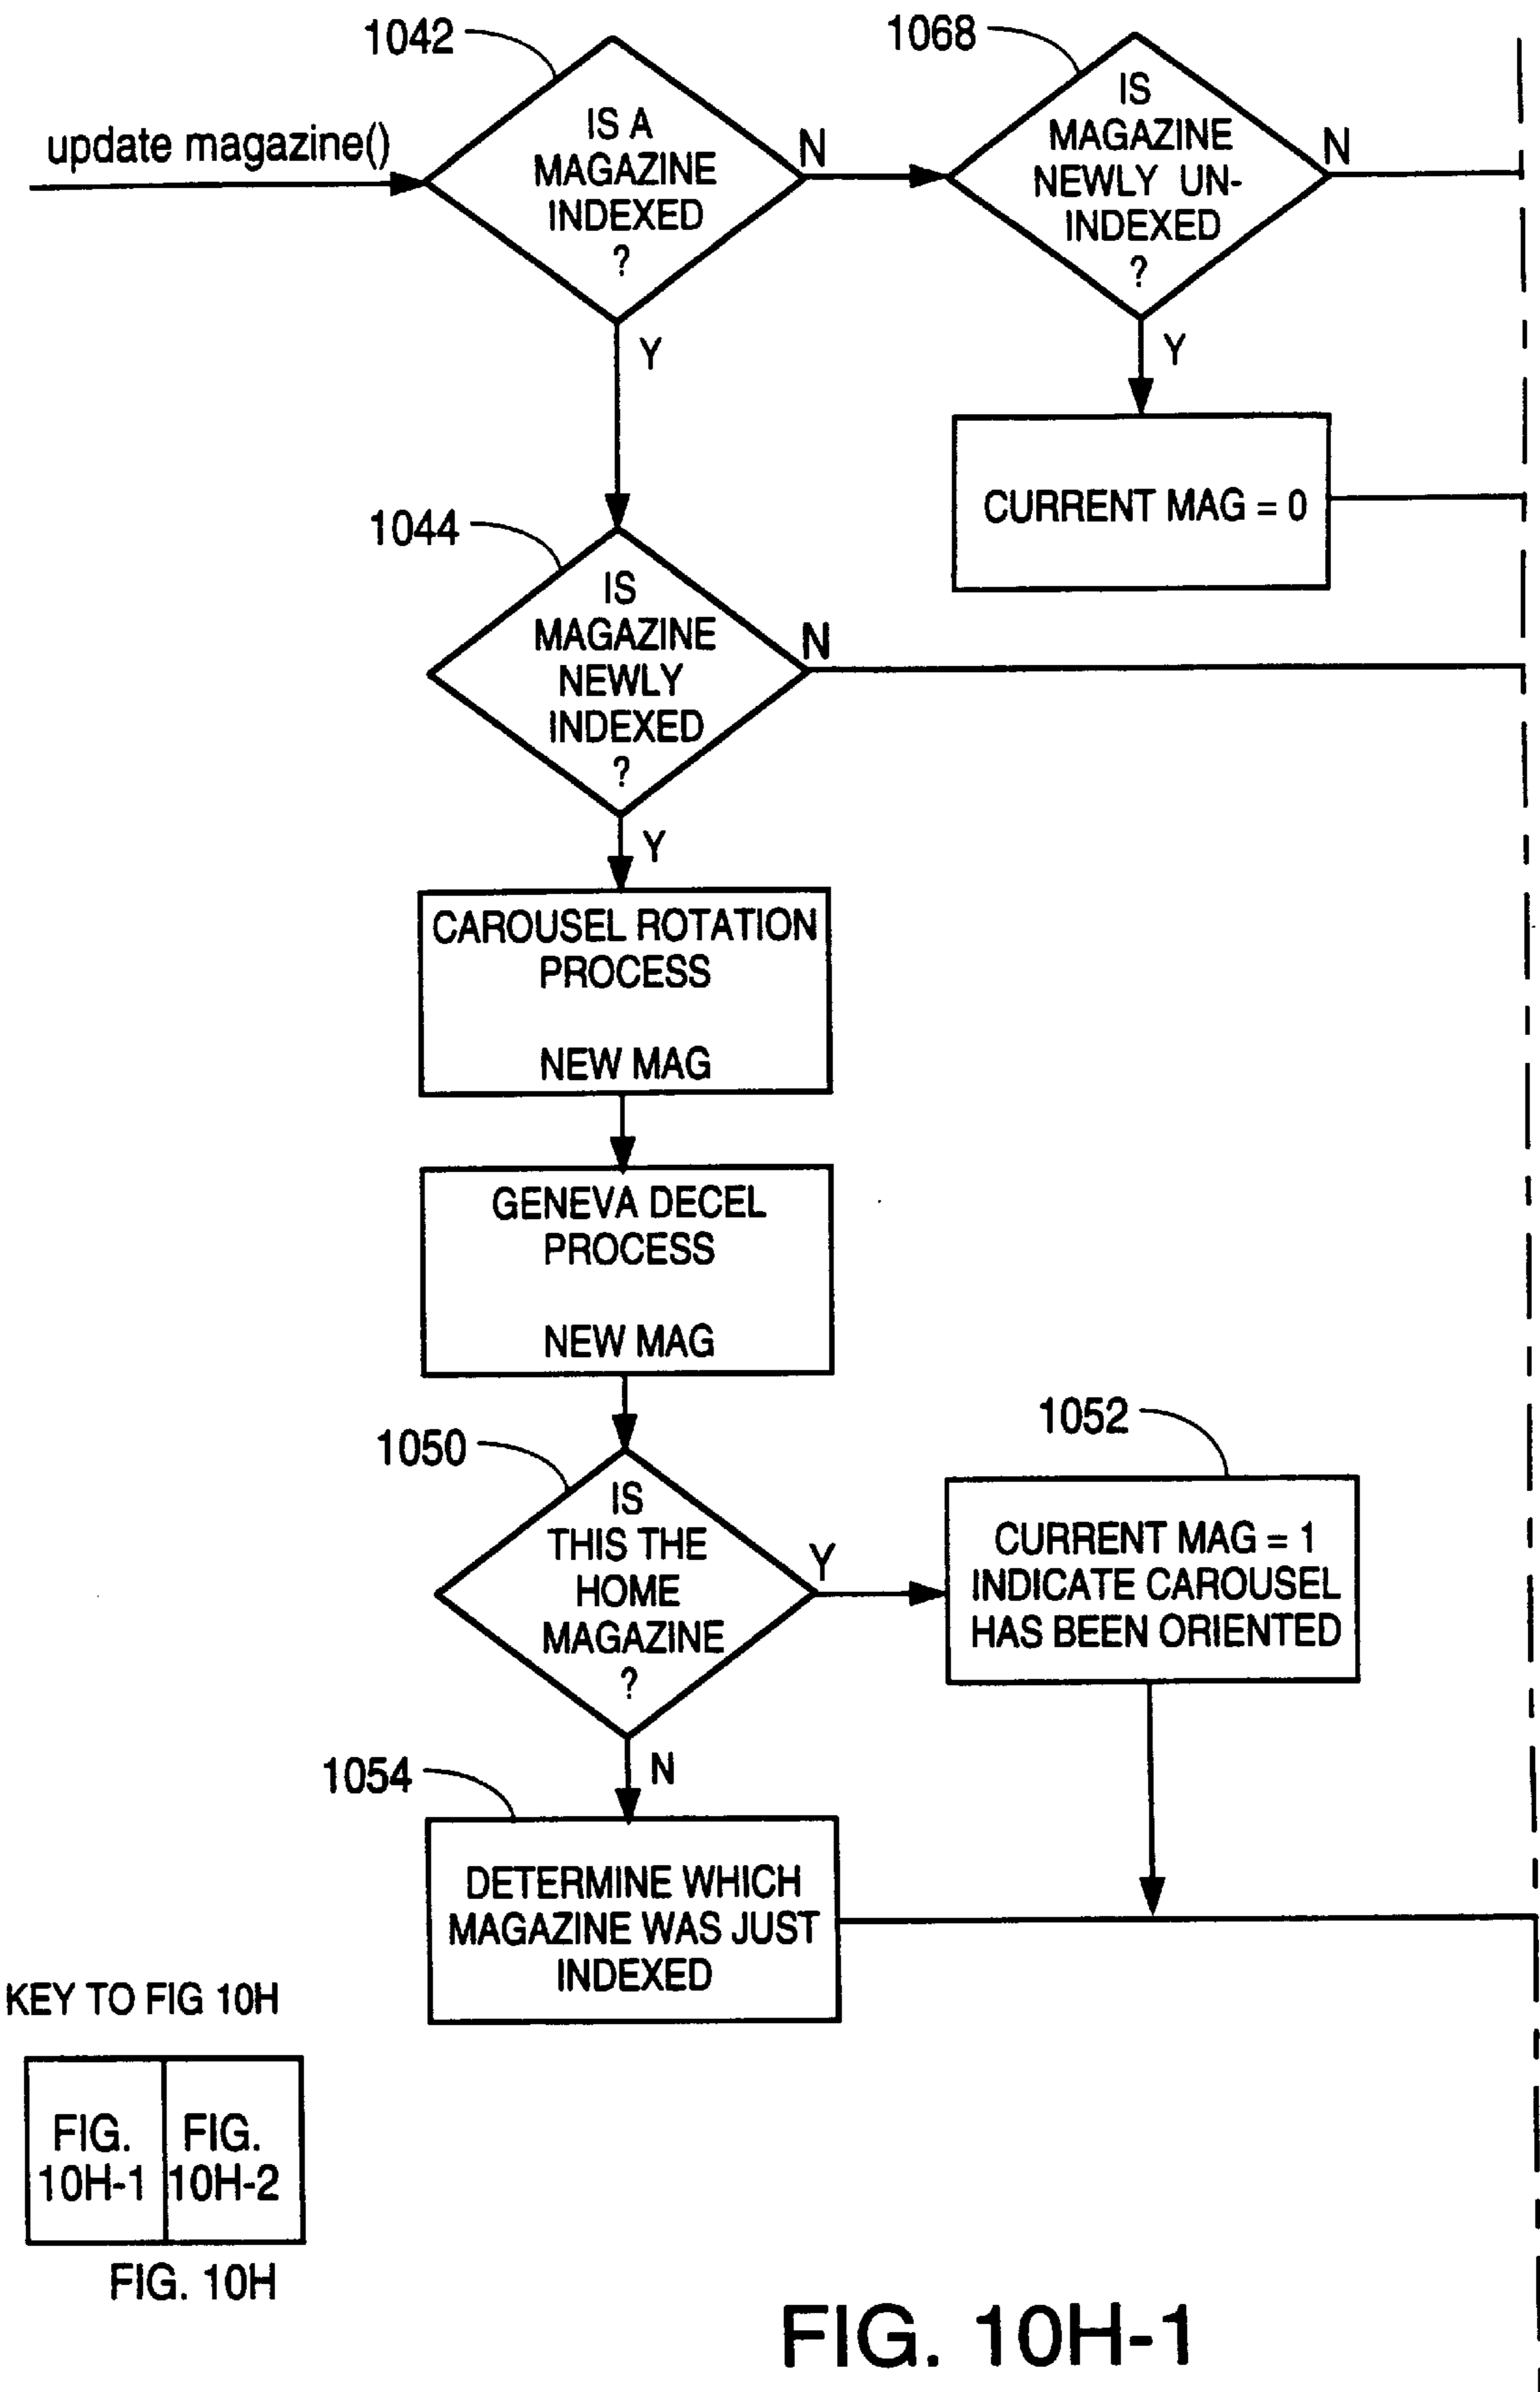 1042
1068
update magazine()
IS A
MAGAZINE
INDEXED
?
N
IS
MAGAZINE
NEWLY UN-
INDEXED
?
N
Y
Y
CURRENT MAG = 0
1044
IS
MAGAZINE
NEWLY
INDEXED
?
N
Y
CAROUSEL ROTATION
PROCESS
NEW MAG
GENEVA DECEL
PROCESS
NEW MAG
1050
IS
THIS THE
HOME
MAGAZINE
?
Y
1052
CURRENT MAG = 1
INDICATE CAROUSEL
HAS BEEN ORIENTED
N
1054
DETERMINE WHICH
MAGAZINE WAS JUST
INDEXED
KEY TO FIG 10H
FIG.
10H-1
FIG.
10H-2
FIG. 10H
FIG. 10H-1